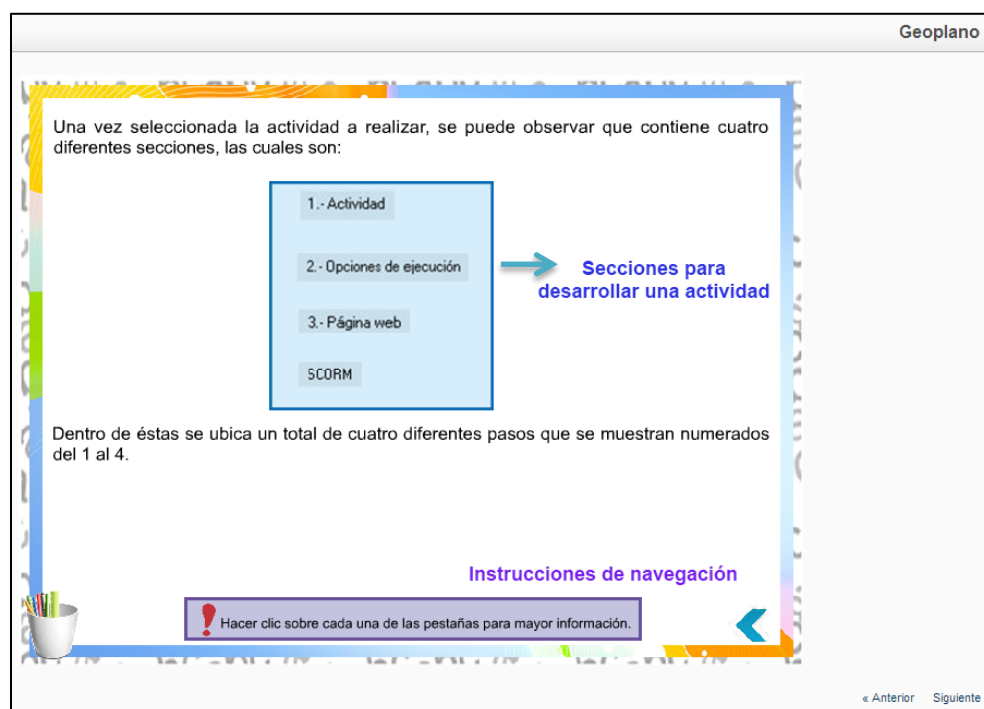 Geoplano
Una vez seleccionada la actividad a realizar, se puede observar que contiene cuatro
diferentes secciones, las cuales son:
1.- Actividad
2.- Opciones de ejecución
3.- Página web
SCORM
Secciones para
desarrollar una actividad
Dentro de éstas se ubica un total de cuatro diferentes pasos que se muestran numerados
del 1 al 4.
Instrucciones de navegación
Hacer clic sobre cada una de las pestañas para mayor información.
« Anterior Siguiente